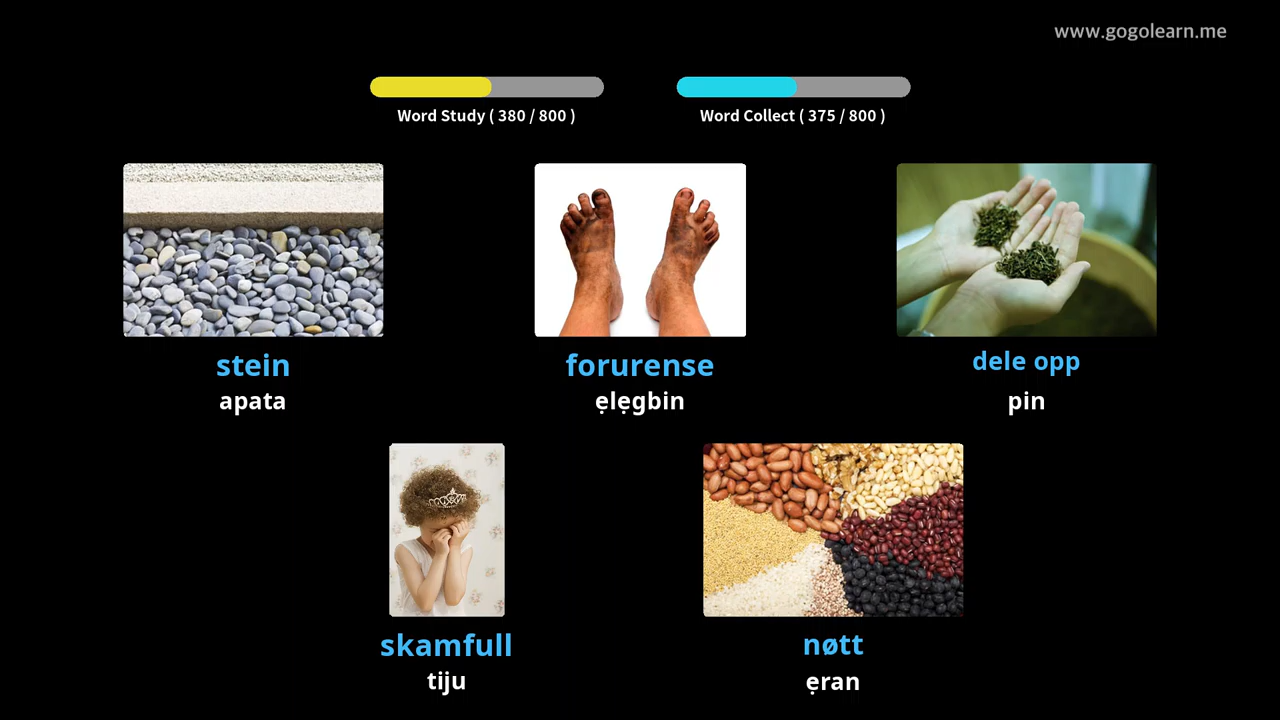 www.gogolearn.me
Word Study ( 380 / 800 )
Word Collect ( 375 / 800 )
stein
apata
forurense
ẹlẹgbin
dele opp
pin
skamfull
tiju
nøtt
ẹran